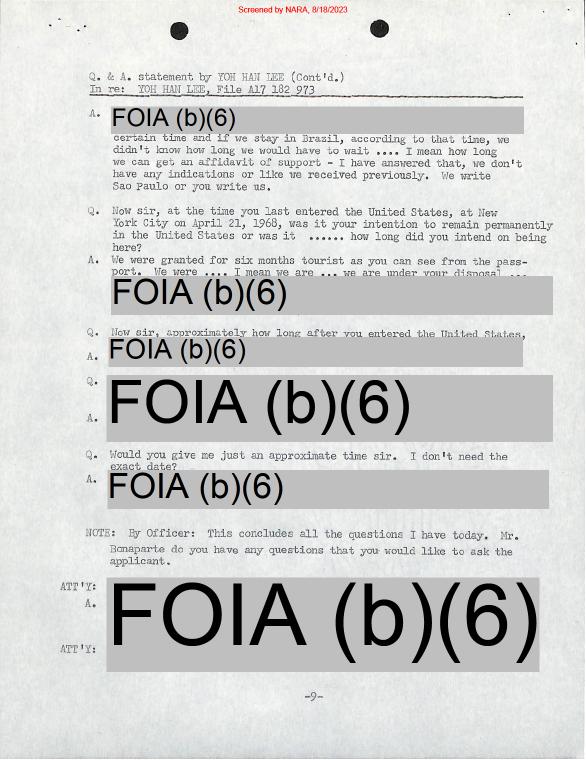 Screened by NARA, 8/18/2023
Q. & A. statement by YOH HAN LEE (Cont'd.)
In re: YOH HAN LEE, File A17 182 973
A. FOIA (b)(6)
certain time and if we stay in Brazil, according to that time, we
didn't know how long we would have to wait .... I mean how long
we can get an affidavit of support - I have answered that, we don't
have any indications or like we received previously. We write
Sao Paulo or you write us.
Q. Now sir, at the time you last entered the United States, at New
York City on April 21, 1968, was it your intention to remain permanently
in the United States or was it ...... how long did you intend on being
here?
A. We were granted for six months tourist as you can see from the pass-
port. We were .... I mean we are ... we are under your disposal ...
FOIA (b)(6)
Q. Now sir, approximately how long after you entered the United States,
A. FOIA (b)(6)
Q.
FOIA (b)(6)
A.
Q. Would you give me just an approximate time sir. I don't need the
exact date?
A. FOIA (b)(6)
NOTE: By Officer: This concludes all the questions I have today. Mr.
Bonaparte do you have any questions that you would like to ask the
applicant.
ATT'Y:
A.
FOIA (b)(6)
ATT'Y:
-9-